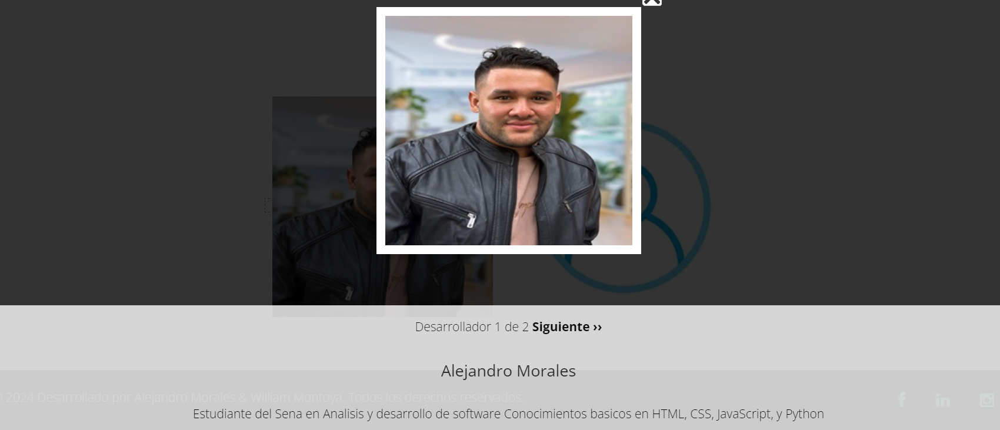 Desarrollador 1 de 2 Siguiente ››
Alejandro Morales
© 2024 Desarrollado por Alejandro Morales & William Montoya. Todos los derechos reservados.
Estudiante del Sena en Analisis y desarrollo de software Conocimientos basicos en HTML, CSS, JavaScript, y Python